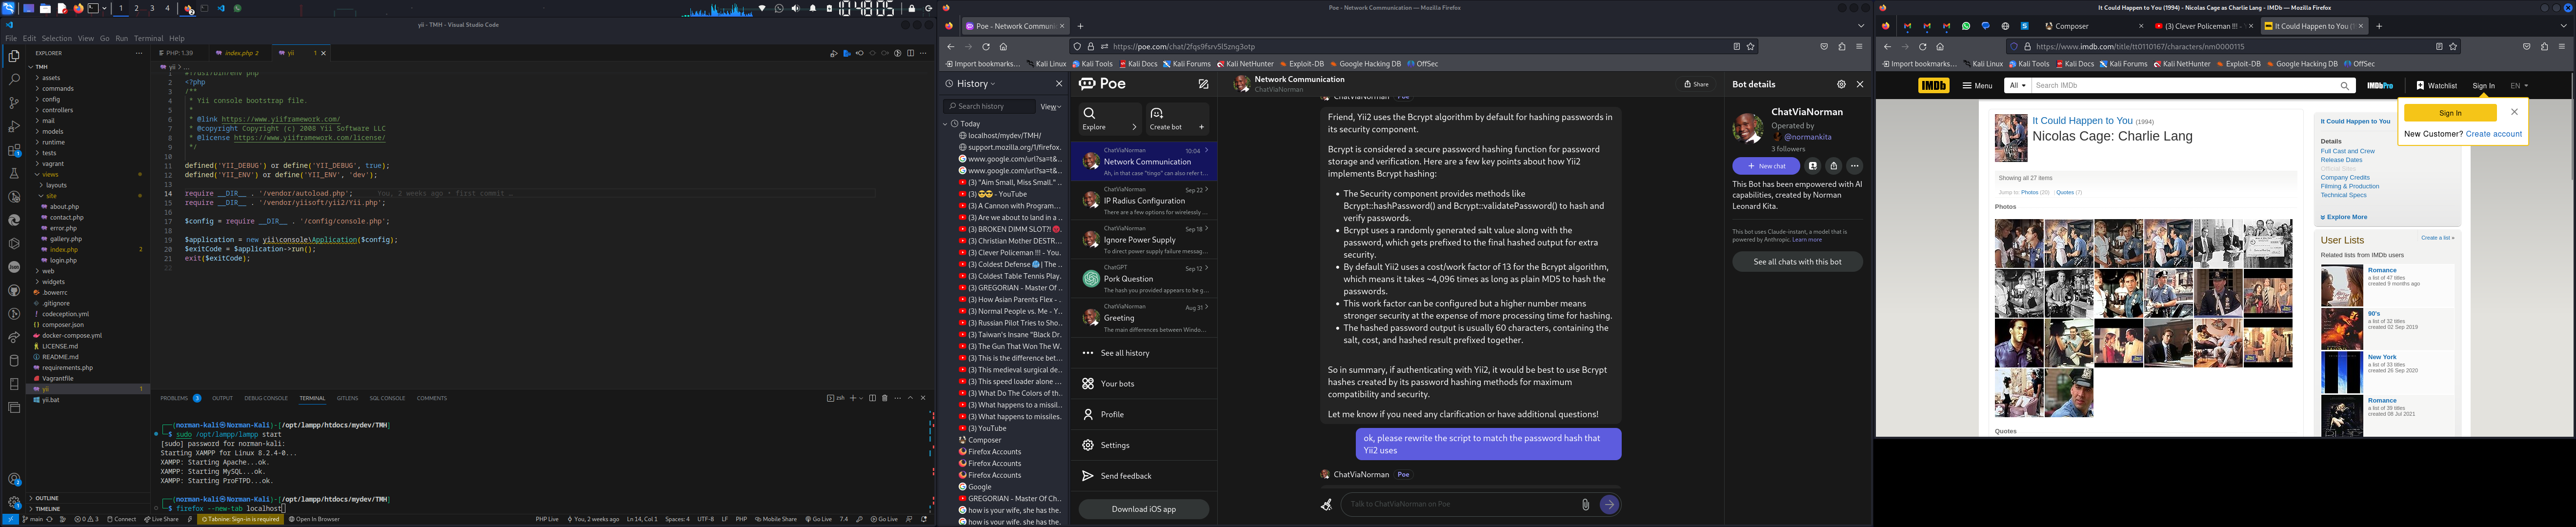 1 2 3 4
10:48:05
yii - TMH - Visual Studio Code
File Edit Selection View Go Run Terminal Help
EXPLORER
TMH
assets
commands
config
controllers
mail
models
runtime
tests
vagrant
views
layouts
site
about.php
contact.php
error.php
gallery.php
index.php 2
login.php
web
widgets
.bowerrc
.gitignore
codeception.yml
composer.json
docker-compose.yml
LICENSE.md
README.md
requirements.php
Vagrantfile
yii 1
yii.bat
OUTLINE
TIMELINE
PHP: 1.39
index.php 2
yii 1
yii > ...
1 #!/usr/bin/env php
2 <?php
3 /**
4 * Yii console bootstrap file.
5 *
6 * @link https://www.yiiframework.com/
7 * @copyright Copyright (c) 2008 Yii Software LLC
8 * @license https://www.yiiframework.com/license/
9 */
10
11 defined('YII_DEBUG') or define('YII_DEBUG', true);
12 defined('YII_ENV') or define('YII_ENV', 'dev');
13
14 require __DIR__ . '/vendor/autoload.php'; You, 2 weeks ago • first commit …
15 require __DIR__ . '/vendor/yiisoft/yii2/Yii.php';
16
17 $config = require __DIR__ . '/config/console.php';
18
19 $application = new yii\console\Application($config);
20 $exitCode = $application->run();
21 exit($exitCode);
22
PROBLEMS 3 OUTPUT DEBUG CONSOLE TERMINAL GITLENS SQL CONSOLE COMMENTS
zsh
(norman-kali㉿Norman-Kali)-[/opt/lampp/htdocs/mydev/TMH]
$ sudo /opt/lampp/lampp start
[sudo] password for norman-kali:
Starting XAMPP for Linux 8.2.4-0...
XAMPP: Starting Apache...ok.
XAMPP: Starting MySQL...ok.
XAMPP: Starting ProFTPD...ok.
(norman-kali㉿Norman-Kali)-[/opt/lampp/htdocs/mydev/TMH]
$ firefox --new-tab localhost
main 0 3 Connect Live Share Tabnine: Sign-in is required Open In Browser
PHP Live You, 2 weeks ago Ln 14, Col 1 Spaces: 4 UTF-8 LF PHP Mobile Share Go Live 7.4 Go Live
Poe - Network Communication — Mozilla Firefox
Poe - Network Communi
https://poe.com/chat/2fqs9fsrv5l5zng3otp
Import bookmarks... Kali Linux Kali Tools Kali Docs Kali Forums Kali NetHunter Exploit-DB Google Hacking DB OffSec
History
Search history View
Today
localhost/mydev/TMH/
support.mozilla.org/1/firefox.
www.google.com/url?sa=t&..
www.google.com/url?sa=t&..
(3) "Aim Small, Miss Small." ..
(3) 😎😎 - YouTube
(3) A Cannon with Program..
(3) Are we about to land in a ..
(3) BROKEN DIMM SLOT?!
(3) Christian Mother DESTR..
(3) Clever Policeman !!! - You..
(3) Coldest Defense | The ..
(3) Coldest Table Tennis Play..
(3) GREGORIAN - Master Of ..
(3) How Asian Parents Flex - ..
(3) Normal People vs. Me - Y..
(3) Russian Pilot Tries to Sho..
(3) Taiwan's Insane "Black Dr..
(3) The Gun That Won The W..
(3) This is the difference bet..
(3) This medieval surgical de..
(3) This speed loader alone ..
(3) What Do The Colors of th..
(3) What happens to a missil..
(3) What happens to missiles..
(3) YouTube
Composer
Firefox Accounts
Firefox Accounts
Firefox Accounts
Google
GREGORIAN - Master Of Ch..
how is your wife, she has the.
how is your wife, she has the.
Poe
Explore
Create bot
ChatViaNorman 10:04
Network Communication
Ah, in that case "tingo" can also refer t...
ChatViaNorman Sep 22
IP Radius Configuration
There are a few options for wirelessly ...
ChatViaNorman Sep 18
Ignore Power Supply
To direct power supply failure messag...
ChatGPT Sep 12
Pork Question
The hash you provided appears to be g...
ChatViaNorman Aug 31
Greeting
The main differences between Windo...
See all history
Your bots
Profile
Settings
Send feedback
Download iOS app
Network Communication
ChatViaNorman
Share
ChatViaNorman Poe
Friend, Yii2 uses the Bcrypt algorithm by default for hashing passwords in
its security component.
Bcrypt is considered a secure password hashing function for password
storage and verification. Here are a few key points about how Yii2
implements Bcrypt hashing:
• The Security component provides methods like
Bcrypt::hashPassword() and Bcrypt::validatePassword() to hash and
verify passwords.
• Bcrypt uses a randomly generated salt value along with the
password, which gets prefixed to the final hashed output for extra
security.
• By default Yii2 uses a cost/work factor of 13 for the Bcrypt algorithm,
which means it takes ~4,096 times as long as plain MD5 to hash the
passwords.
• This work factor can be configured but a higher number means
stronger security at the expense of more processing time for hashing.
• The hashed password output is usually 60 characters, containing the
salt, cost, and hashed result prefixed together.
So in summary, if authenticating with Yii2, it would be best to use Bcrypt
hashes created by its password hashing methods for maximum
compatibility and security.
Let me know if you need any clarification or have additional questions!
ok, please rewrite the script to match the password hash that
Yii2 uses
ChatViaNorman Poe
Talk to ChatViaNorman on Poe
Bot details
ChatViaNorman
Operated by
@normankita
3 followers
New chat
This Bot has been empowered with AI
capabilities, created by Norman
Leonard Kita.
This bot uses Claude-instant, a model that is
powered by Anthropic. Learn more
See all chats with this bot
It Could Happen to You (1994) - Nicolas Cage as Charlie Lang - IMDb — Mozilla Firefox
Composer
(3) Clever Policeman !!! -
It Could Happen to You (
https://www.imdb.com/title/tt0110167/characters/nm0000115
Import bookmarks... Kali Linux Kali Tools Kali Docs Kali Forums Kali NetHunter Exploit-DB Google Hacking DB OffSec
IMDb Menu All Search IMDb IMDbPro Watchlist Sign In EN
Sign In
New Customer? Create account
It Could Happen to You (1994)
Nicolas Cage: Charlie Lang
Showing all 27 items
Jump to: Photos (20) | Quotes (7)
Photos
Quotes
It Could Happen to You
Details
Full Cast and Crew
Release Dates
Official Sites
Company Credits
Filming & Production
Technical Specs
Explore More
User Lists Create a list »
Related lists from IMDb users
Romance
a list of 47 titles
created 9 months ago
90's
a list of 32 titles
created 02 Sep 2019
New York
a list of 22 titles
created 26 Sep 2020
Romance
a list of 39 titles
created 08 Jul 2021